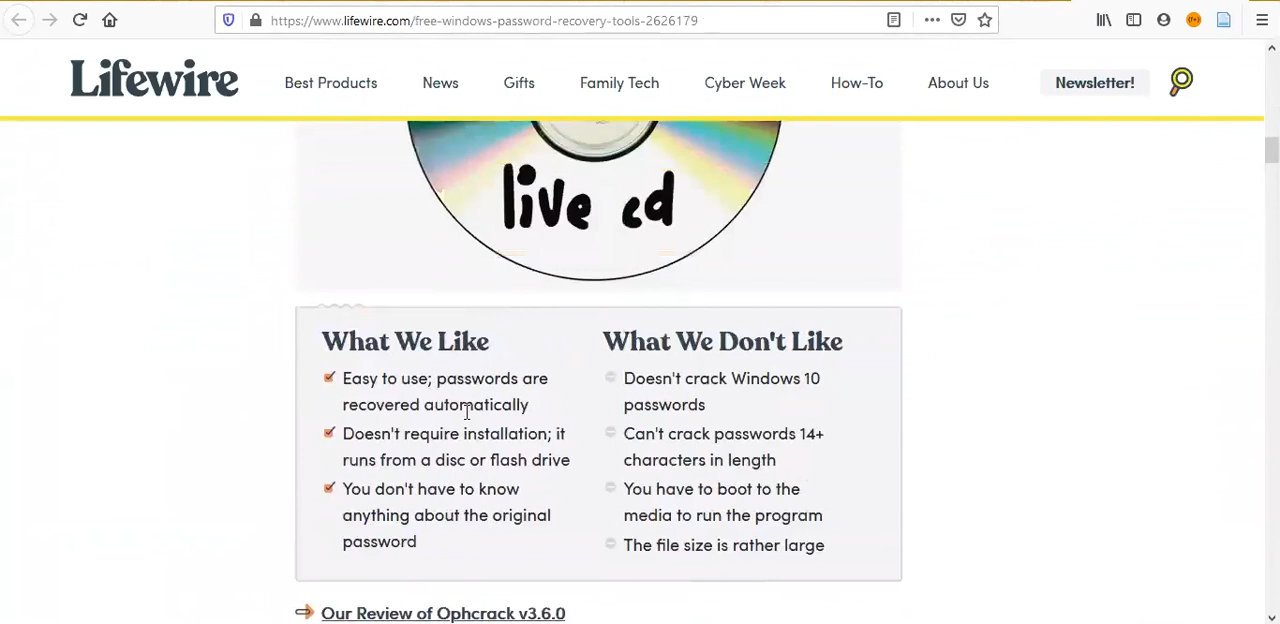 https://www.lifewire.com/free-windows-password-recovery-tools-2626179
Lifewire
Best Products
News
Gifts
Family Tech
Cyber Week
How-To
About Us
Newsletter!
live cd
What We Like
Easy to use; passwords are
recovered automatically
Doesn't require installation; it
runs from a disc or flash drive
You don't have to know
anything about the original
password
What We Don't Like
Doesn't crack Windows 10
passwords
Can't crack passwords 14+
characters in length
You have to boot to the
media to run the program
The file size is rather large
Our Review of Ophcrack v3.6.0